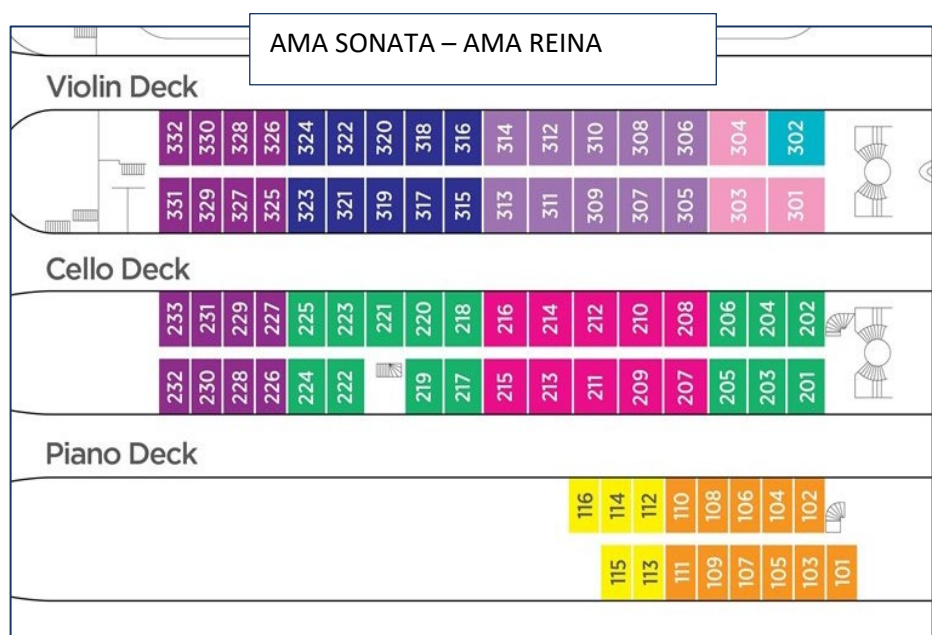 AMA SONATA – AMA REINA
Violin Deck
332 330 328 326 324 322 320 318 316 314 312 310 308 306 304 302
331 329 327 325 323 321 319 317 315 313 311 309 307 305 303 301
Cello Deck
233 231 229 227 225 223 221 220 218 216 214 212 210 208 206 204 202
232 230 228 226 224 222 219 217 215 213 211 209 207 205 203 201
Piano Deck
116 114 112 110 108 106 104 102
115 113 111 109 107 105 103 101